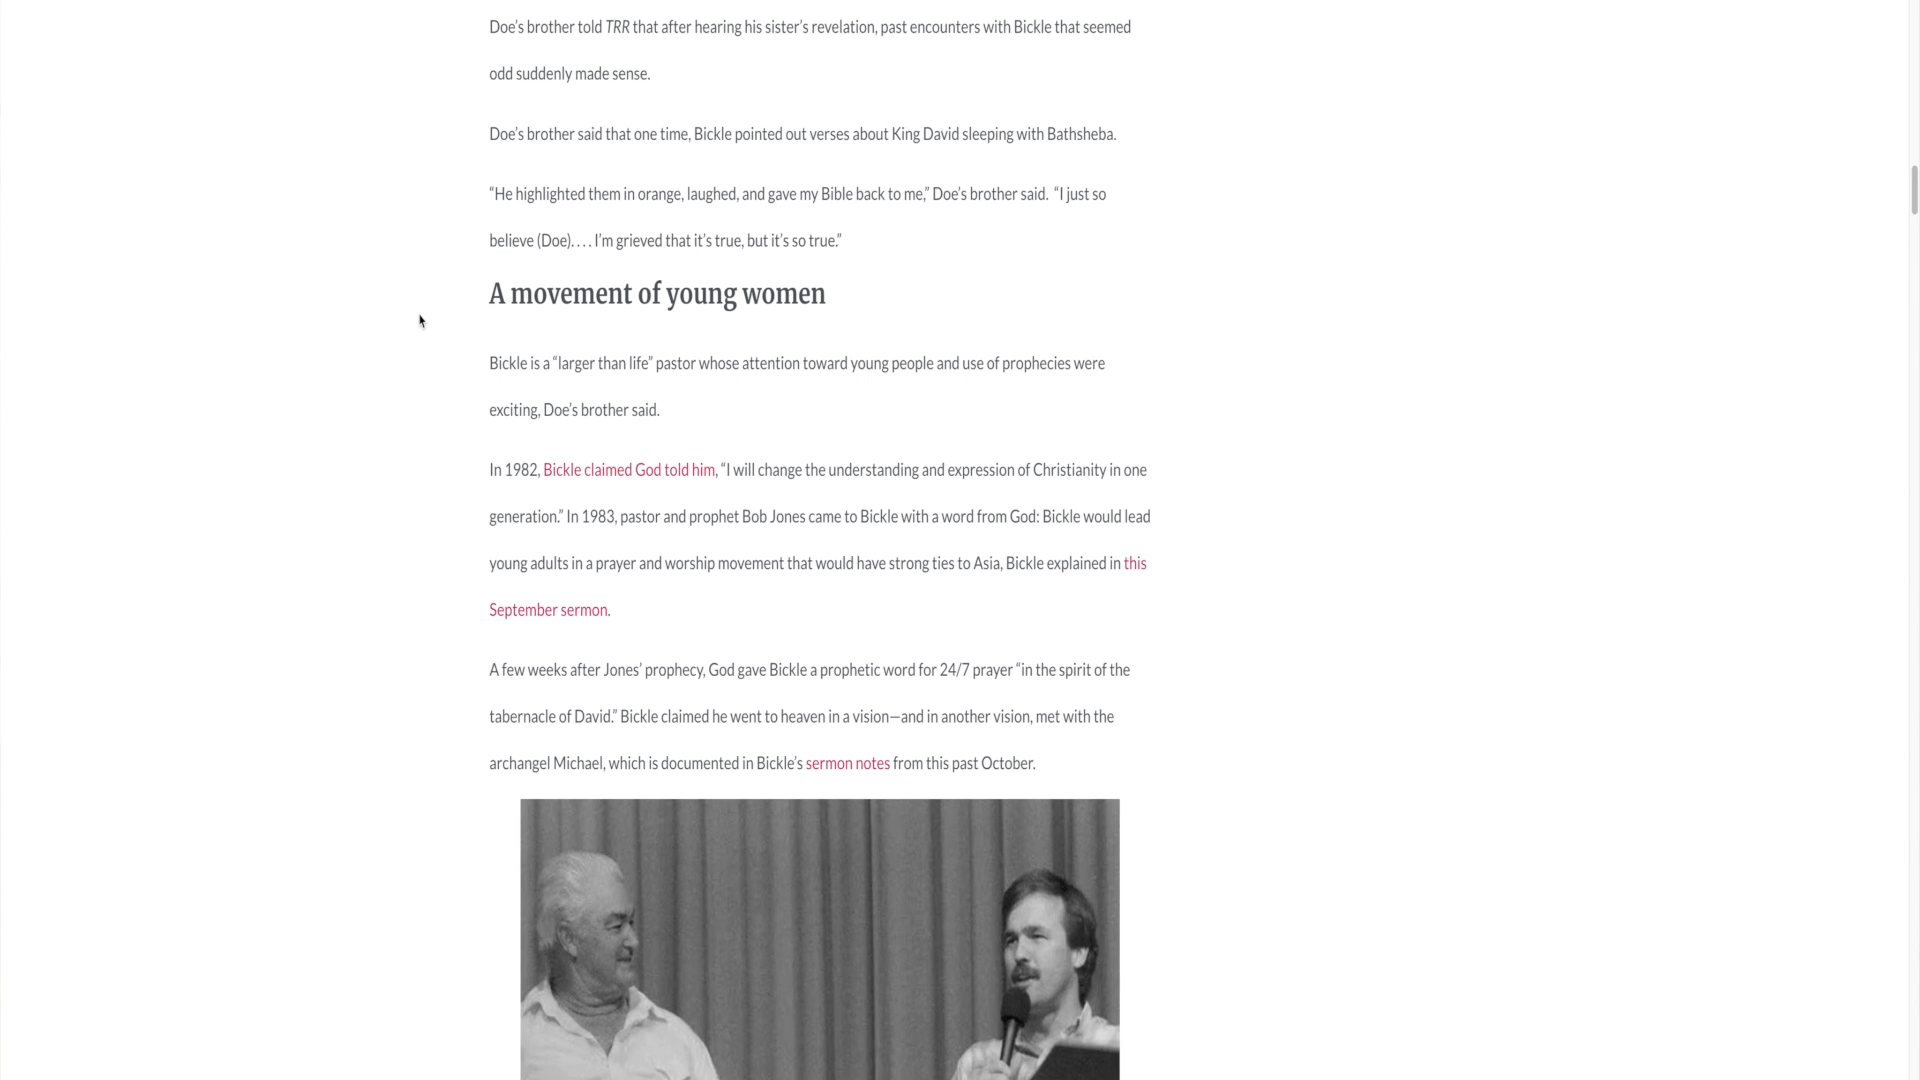 Doe’s brother told TRR that after hearing his sister’s revelation, past encounters with Bickle that seemed
odd suddenly made sense.
Doe’s brother said that one time, Bickle pointed out verses about King David sleeping with Bathsheba.
“He highlighted them in orange, laughed, and gave my Bible back to me,” Doe’s brother said.  “I just so
believe (Doe). . . . I’m grieved that it’s true, but it’s so true.”
A movement of young women
Bickle is a “larger than life” pastor whose attention toward young people and use of prophecies were
exciting, Doe’s brother said.
In 1982, Bickle claimed God told him, “I will change the understanding and expression of Christianity in one
generation.” In 1983, pastor and prophet Bob Jones came to Bickle with a word from God: Bickle would lead
young adults in a prayer and worship movement that would have strong ties to Asia, Bickle explained in this
September sermon.
A few weeks after Jones’ prophecy, God gave Bickle a prophetic word for 24/7 prayer “in the spirit of the
tabernacle of David.” Bickle claimed he went to heaven in a vision—and in another vision, met with the
archangel Michael, which is documented in Bickle’s sermon notes from this past October.